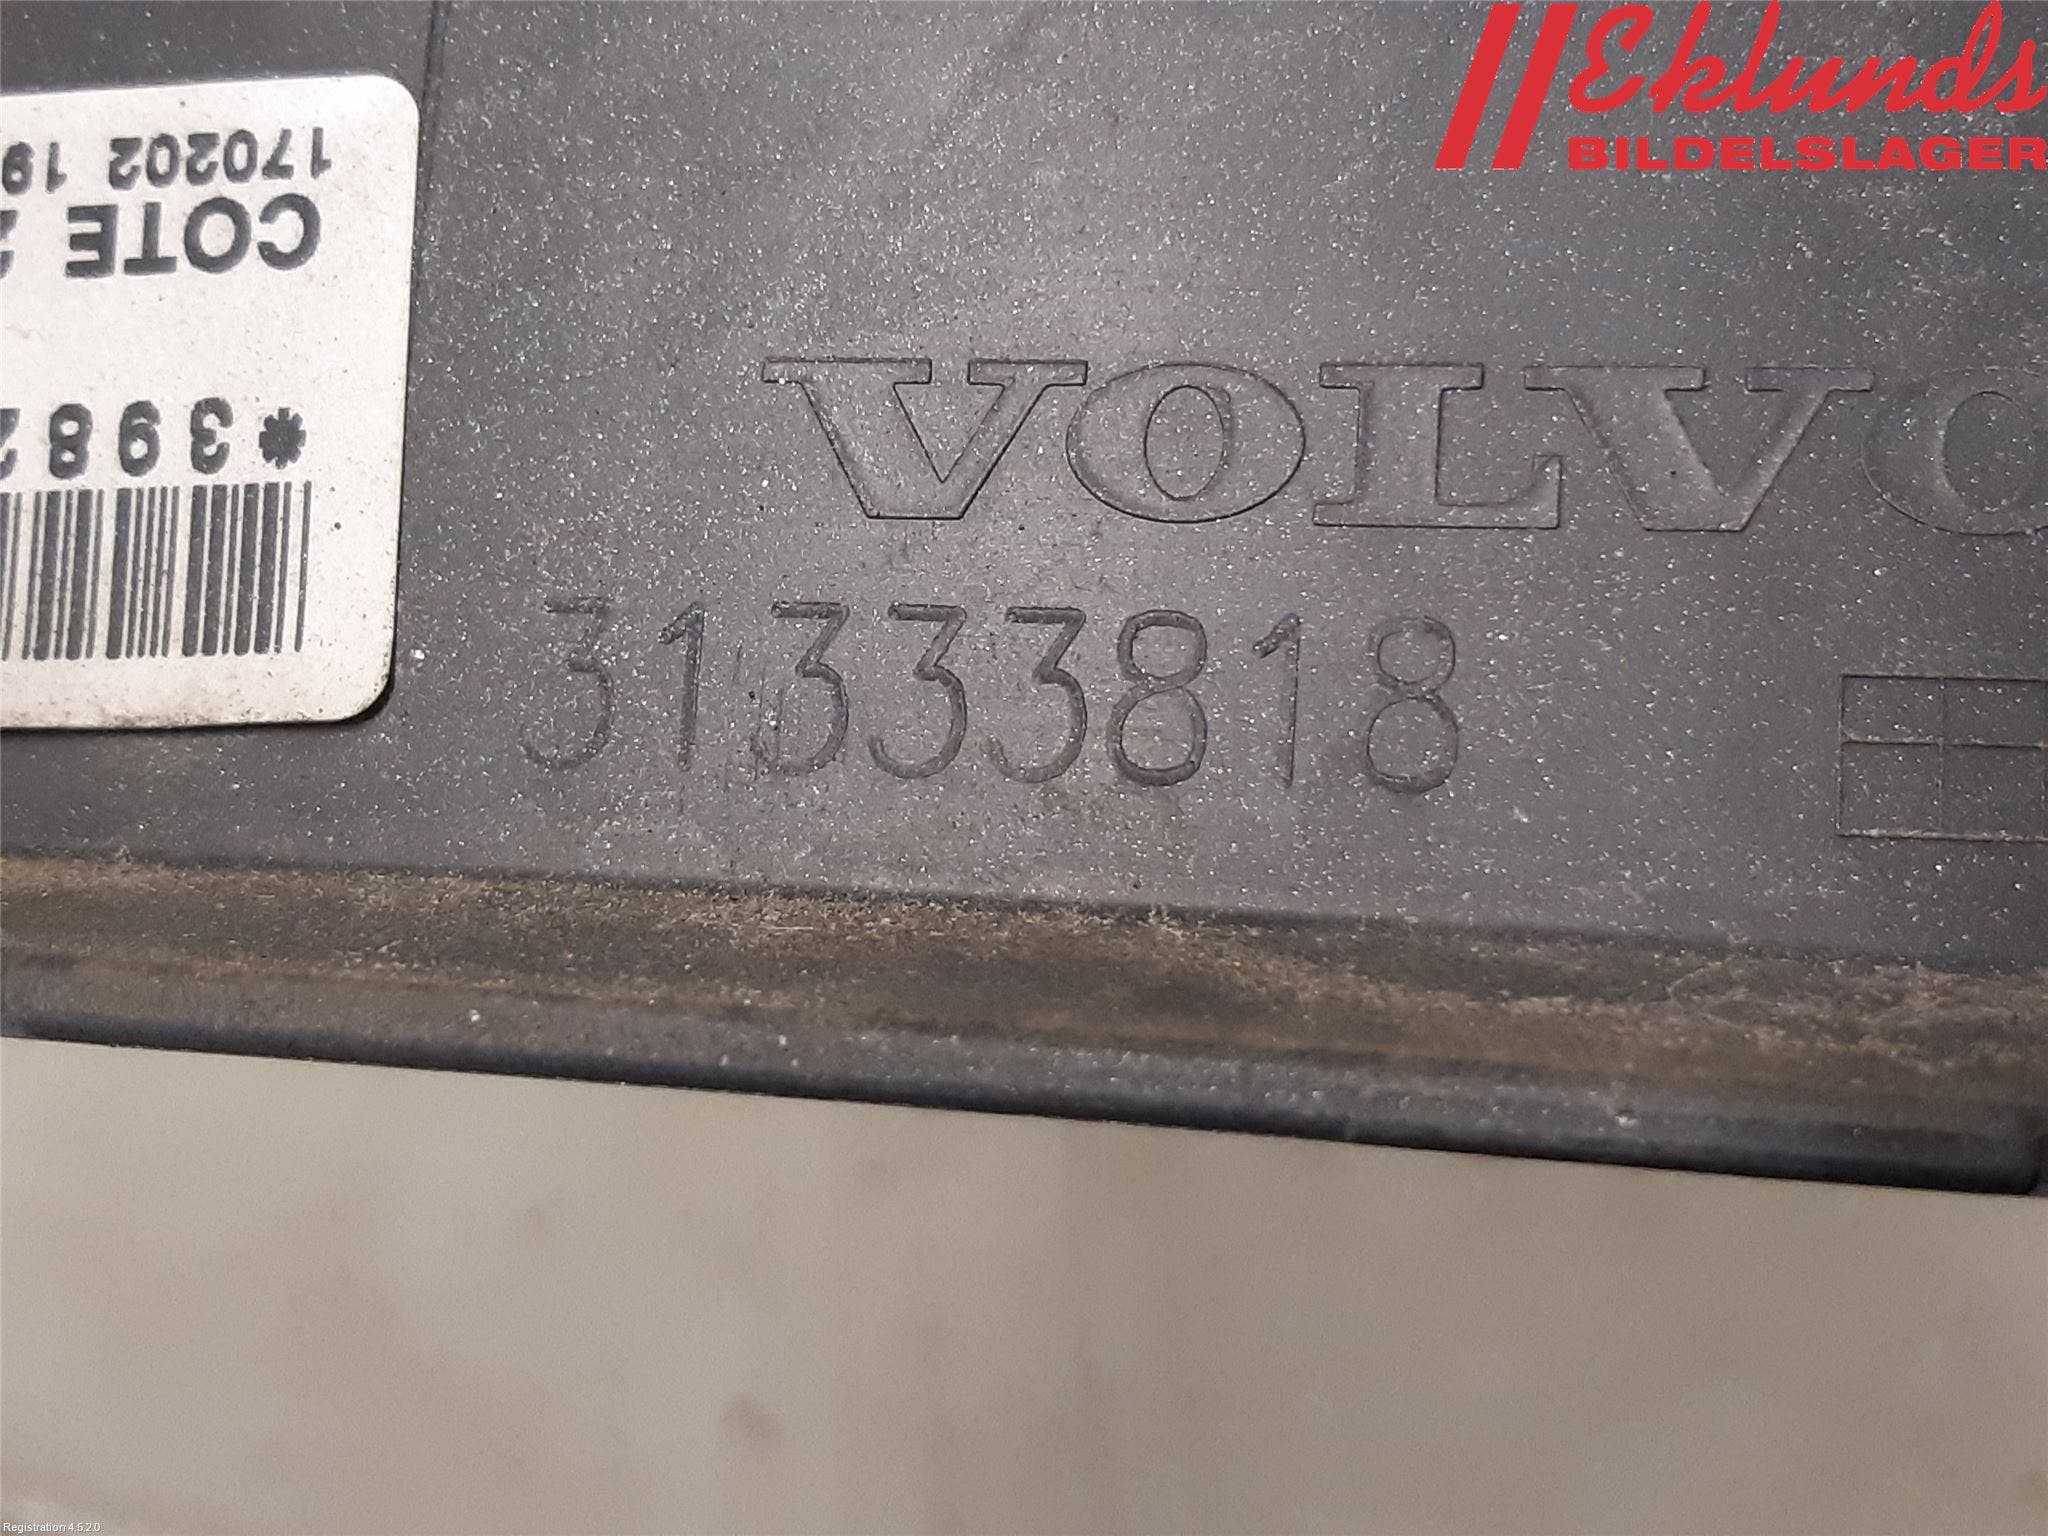 Eklunds
BILDELSLAGER
170202 19
COTE
*398
VOLVO
31333818
Registration 4.5.2.0